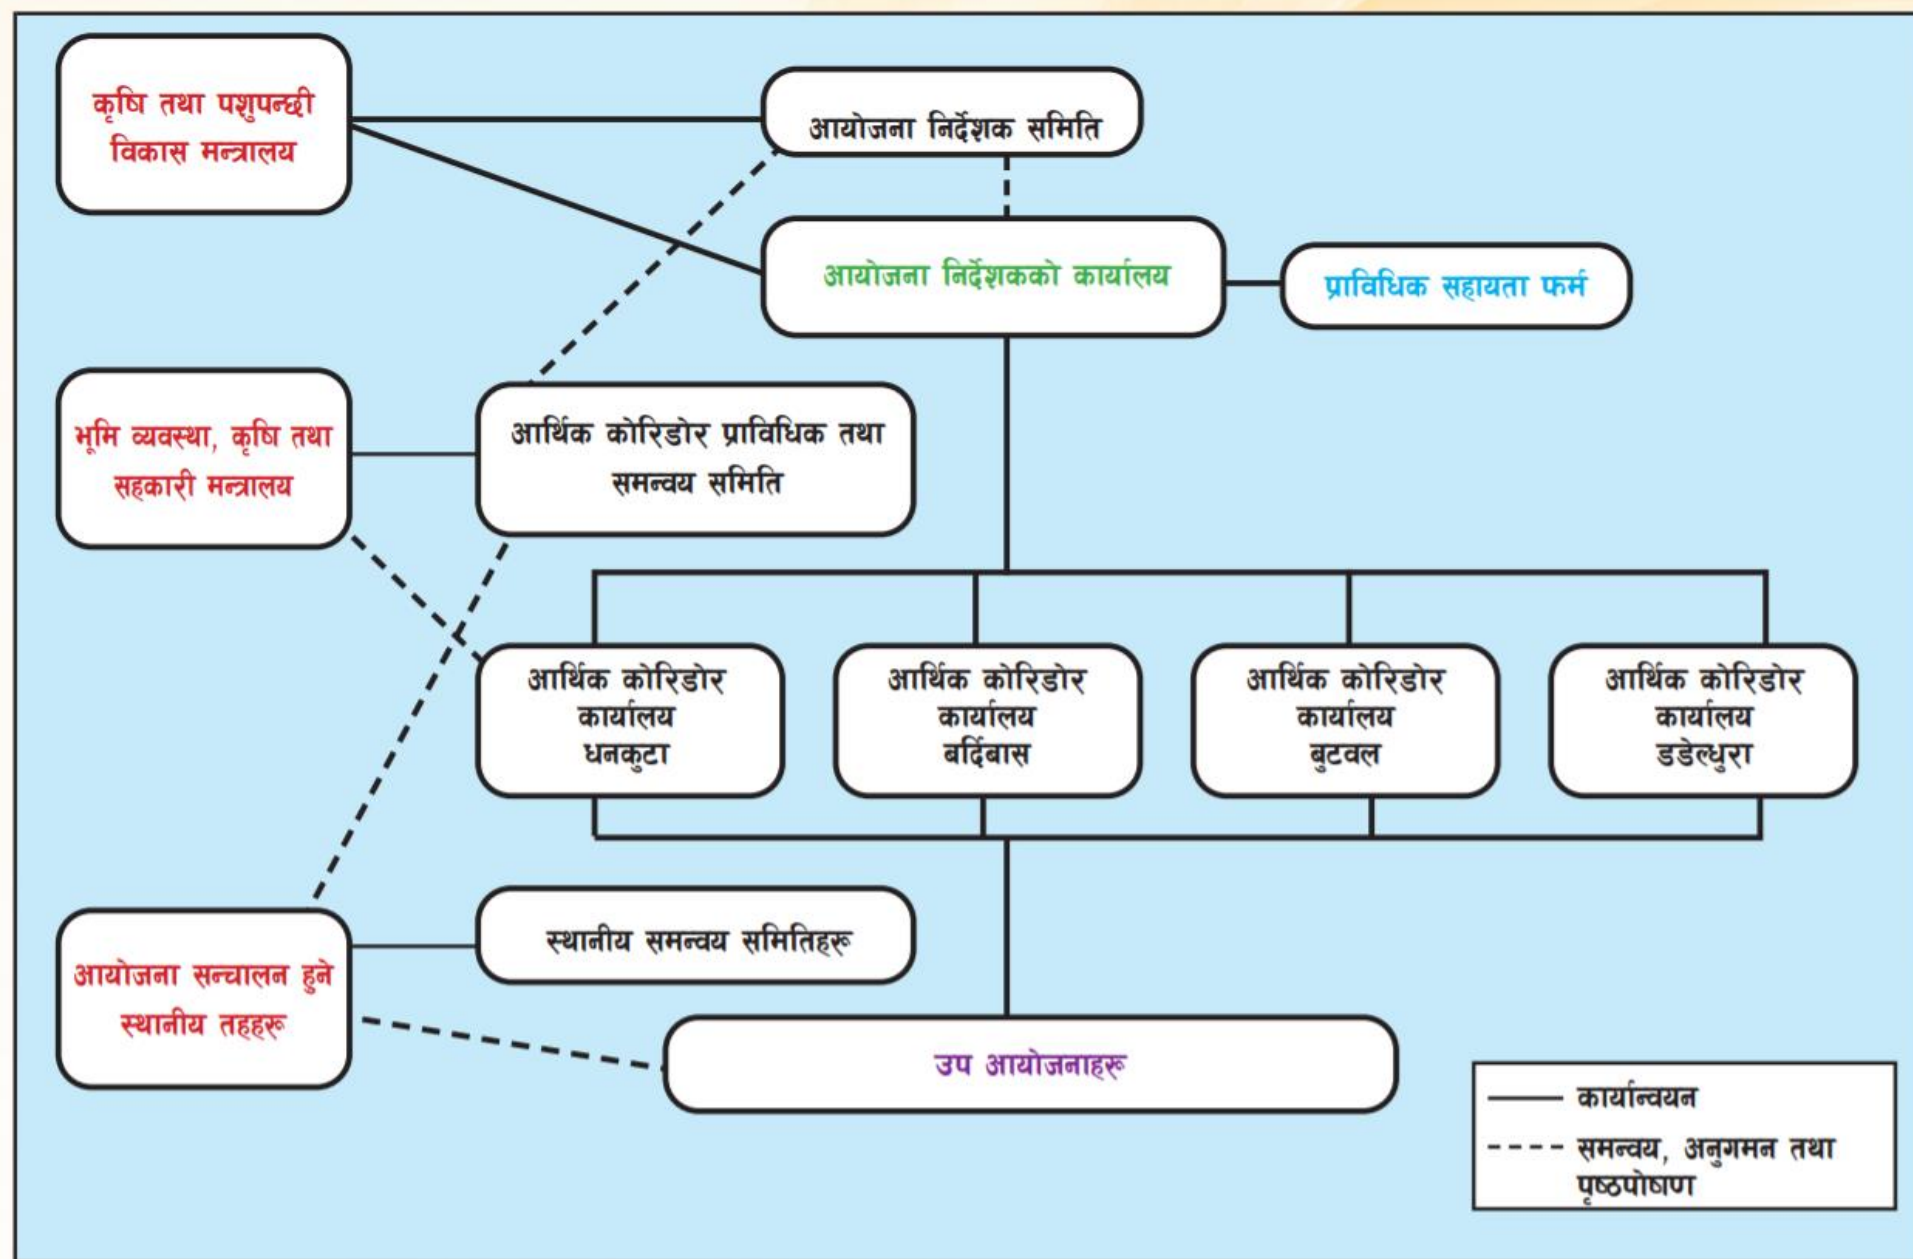 कृषि तथा पशुपन्छी
विकास मन्त्रालय
आयोजना निर्देशक समिति
आयोजना निर्देशकको कार्यालय
प्राविधिक सहायता फर्म
भूमि व्यवस्था, कृषि तथा
सहकारी मन्त्रालय
आर्थिक कोरिडोर प्राविधिक तथा
समन्वय समिति
आर्थिक कोरिडोर
कार्यालय
धनकुटा
आर्थिक कोरिडोर
कार्यालय
बर्दिबास
आर्थिक कोरिडोर
कार्यालय
बुटवल
आर्थिक कोरिडोर
कार्यालय
डडेल्धुरा
स्थानीय समन्वय समितिहरू
आयोजना सन्चालन हुने
स्थानीय तहहरू
उप आयोजनाहरू
कार्यान्वयन
समन्वय, अनुगमन तथा
पृष्ठपोषण